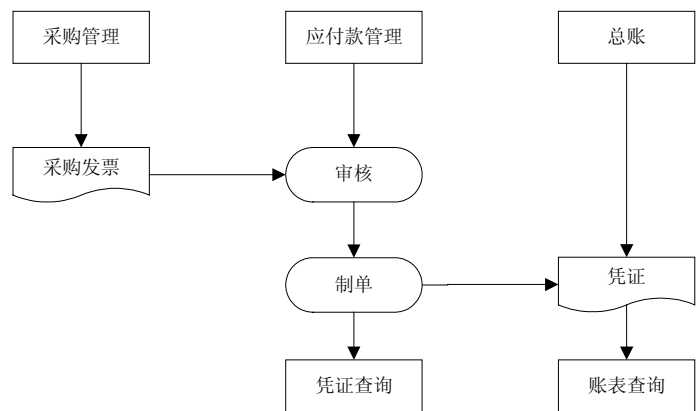 采购管理
应付款管理
总账
采购发票
审核
制单
凭证
凭证查询
账表查询